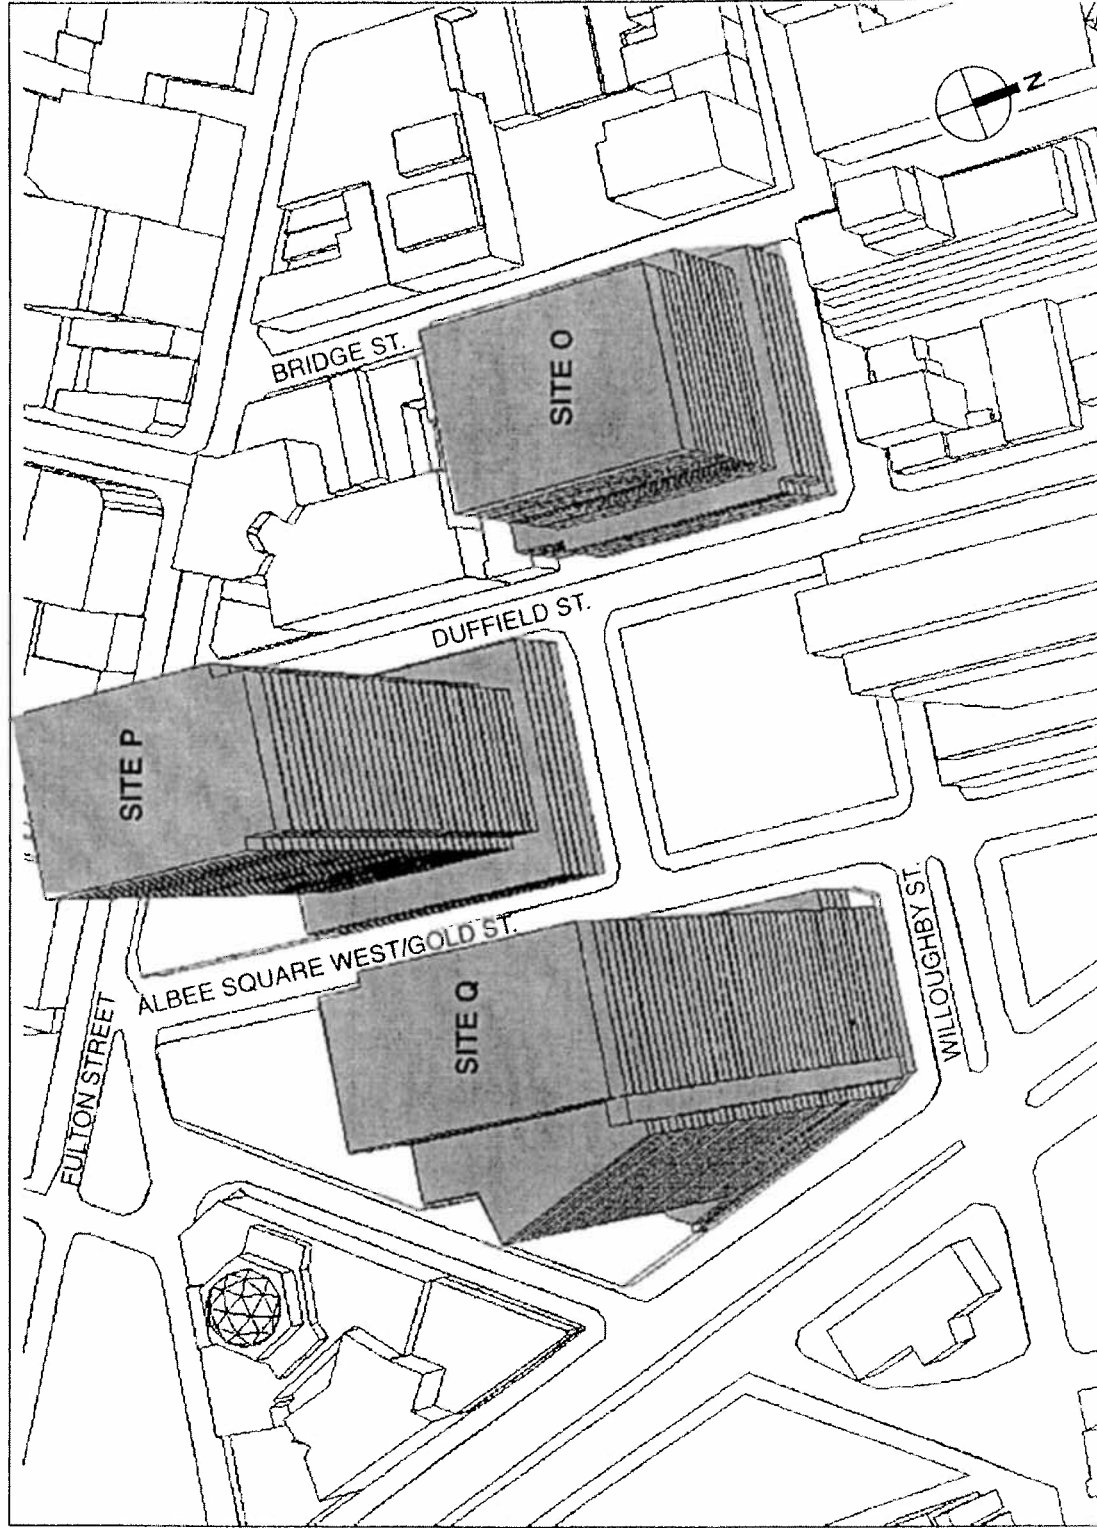 N
BRIDGE ST.
SITE O
DUFFIELD ST.
SITE P
ALBEE SQUARE WEST/GOLD ST.
SITE Q
WILLOUGHBY ST.
FULTON STREET